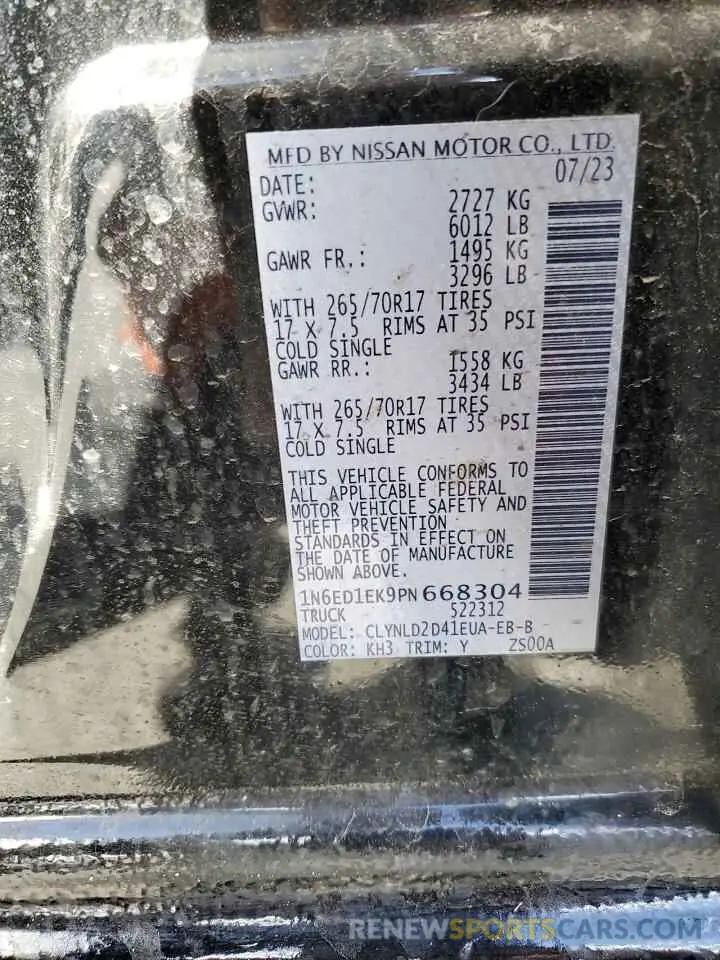 MFD BY NISSAN MOTOR CO., LTD.
DATE: 07/23
GVWR: 2727 KG
6012 LB
GAWR FR.: 1495 KG
3296 LB
WITH 265/70R17 TIRES
17 X 7.5 RIMS AT 35 PSI
COLD SINGLE
GAWR RR.: 1558 KG
3434 LB
WITH 265/70R17 TIRES
17 X 7.5 RIMS AT 35 PSI
COLD SINGLE
THIS VEHICLE CONFORMS TO
ALL APPLICABLE FEDERAL
MOTOR VEHICLE SAFETY AND
THEFT PREVENTION
STANDARDS IN EFFECT ON
THE DATE OF MANUFACTURE
SHOWN ABOVE.
1N6ED1EK9PN668304
TRUCK 522312
MODEL: CLYNLD2D41EUA-EB-B
COLOR: KH3 TRIM: Y ZS00A
RENEWSPORTSCARS.COM